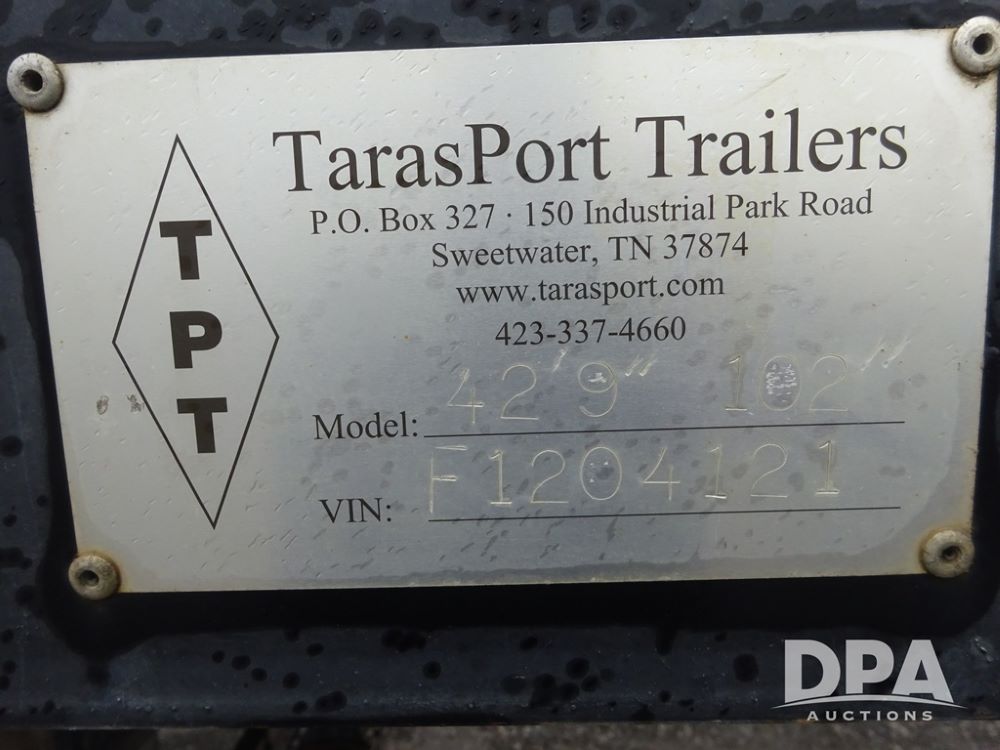 TPT
TarasPort Trailers
P.O. Box 327 · 150 Industrial Park Road
Sweetwater, TN 37874
www.tarasport.com
423-337-4660
Model: 42'9" 102"
VIN: F1204121
DPA
AUCTIONS